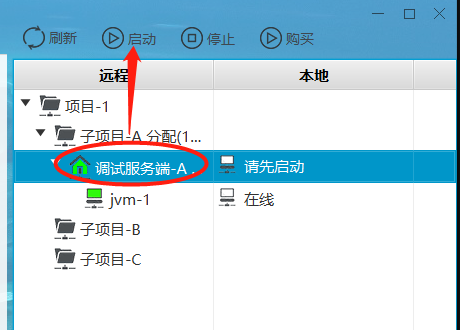 刷新 启动 停止 购买
远程 本地
项目-1
子项目-A 分配(1...
调试服务端-A . 请先启动
jvm-1 在线
子项目-B
子项目-C